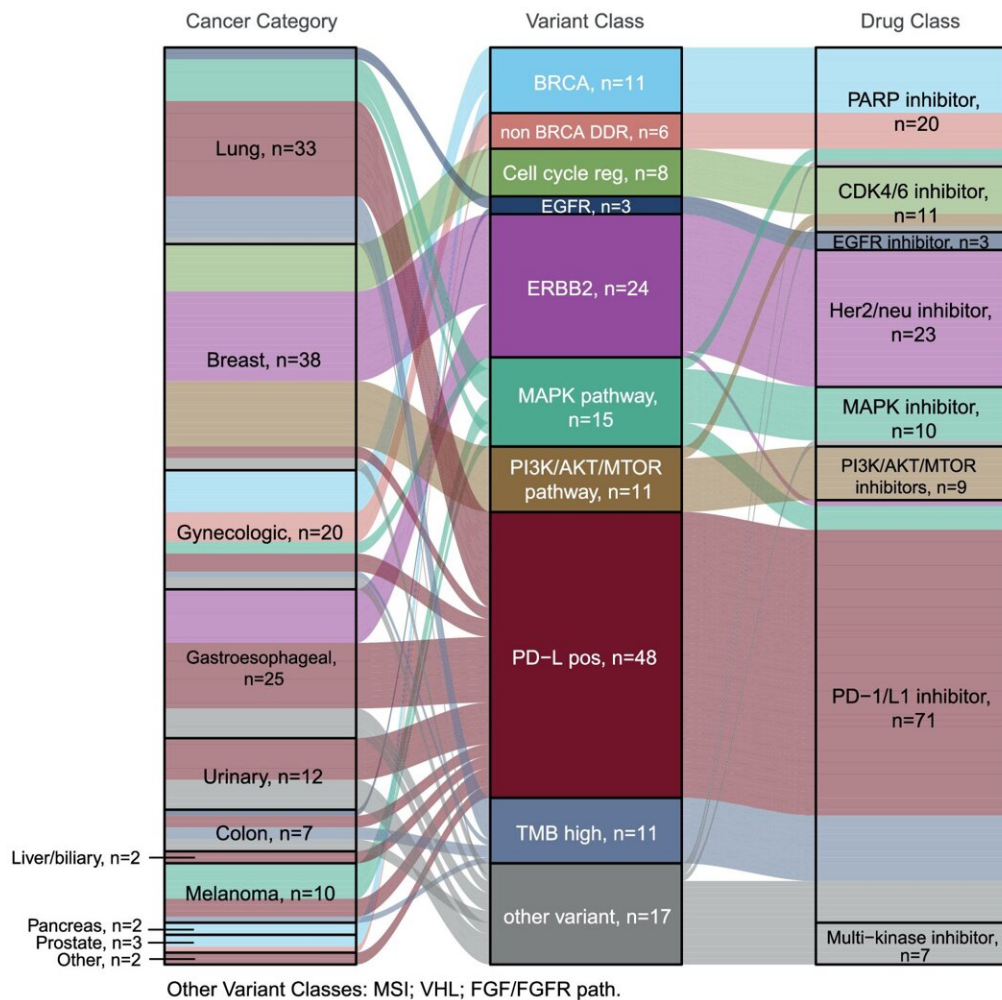 Cancer Category
Variant Class
Drug Class
Lung, n=33
Breast, n=38
Gynecologic, n=20
Gastroesophageal,
n=25
Urinary, n=12
Colon, n=7
Liver/biliary, n=2
Melanoma, n=10
Pancreas, n=2
Prostate, n=3
Other, n=2
BRCA, n=11
non BRCA DDR, n=6
Cell cycle reg, n=8
EGFR, n=3
ERBB2, n=24
MAPK pathway,
n=15
PI3K/AKT/MTOR
pathway, n=11
PD−L pos, n=48
TMB high, n=11
other variant, n=17
PARP inhibitor,
n=20
CDK4/6 inhibitor,
n=11
EGFR inhibitor, n=3
Her2/neu inhibitor,
n=23
MAPK inhibitor,
n=10
PI3K/AKT/MTOR
inhibitors, n=9
PD−1/L1 inhibitor,
n=71
Multi-kinase inhibitor,
n=7
Other Variant Classes: MSI; VHL; FGF/FGFR path.